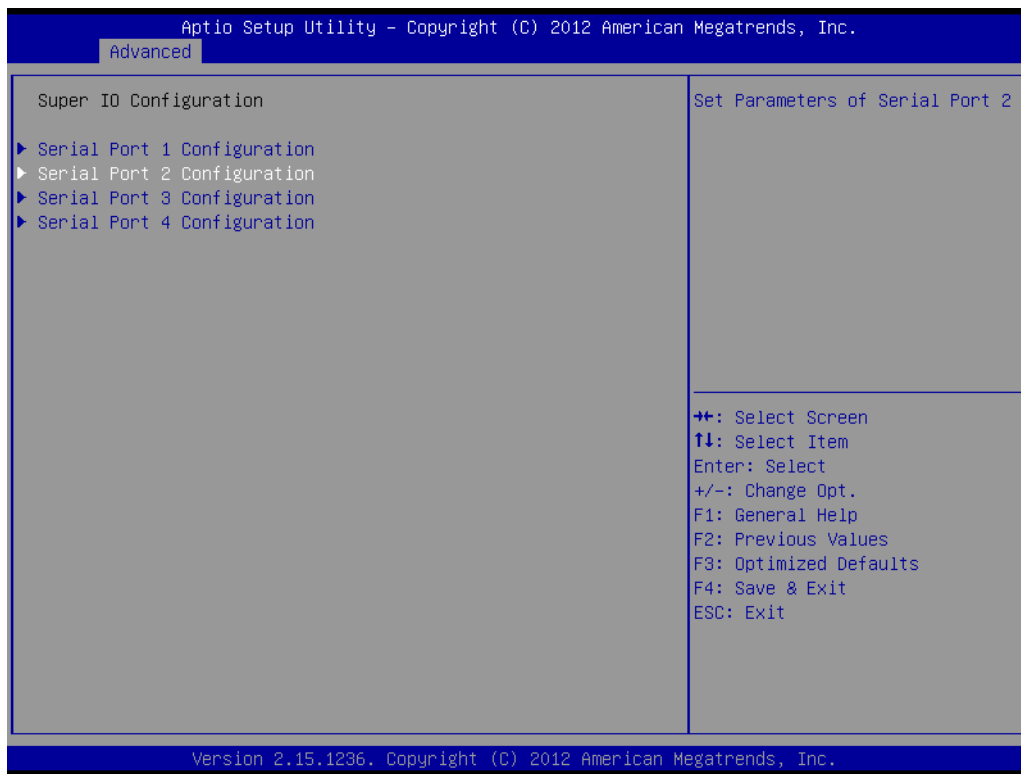 Aptio Setup Utility – Copyright (C) 2012 American Megatrends, Inc.
Advanced
Super IO Configuration
Serial Port 1 Configuration
Serial Port 2 Configuration
Serial Port 3 Configuration
Serial Port 4 Configuration
Set Parameters of Serial Port 2
→←: Select Screen
↑↓: Select Item
Enter: Select
+/-: Change Opt.
F1: General Help
F2: Previous Values
F3: Optimized Defaults
F4: Save & Exit
ESC: Exit
Version 2.15.1236. Copyright (C) 2012 American Megatrends, Inc.